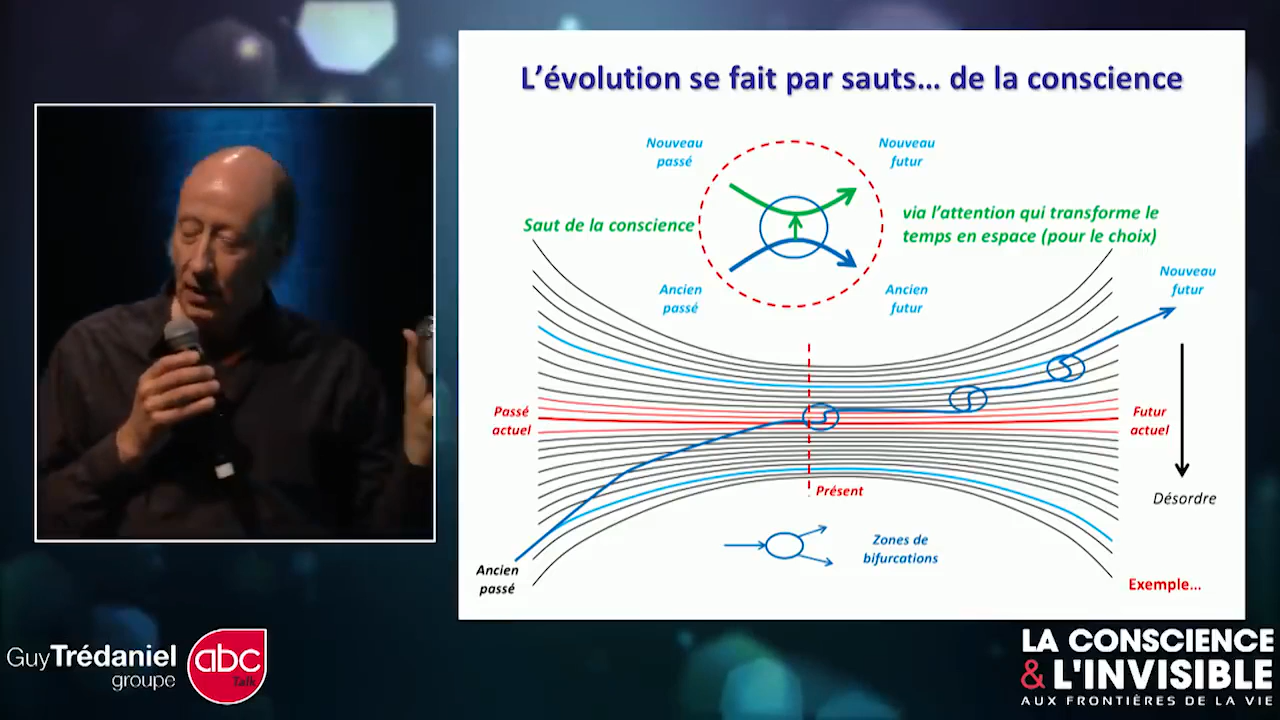 L'évolution se fait par sauts... de la conscience
Nouveau
passé
Nouveau
futur
Saut de la conscience
via l'attention qui transforme le
temps en espace (pour le choix)
Ancien
passé
Ancien
futur
Nouveau
futur
Passé
actuel
Futur
actuel
Présent
Désordre
Zones de
bifurcations
Ancien
passé
Exemple...
GuyTrédaniel
groupe
abc
Talk
LA CONSCIENCE
& L'INVISIBLE
AUX FRONTIÈRES DE LA VIE